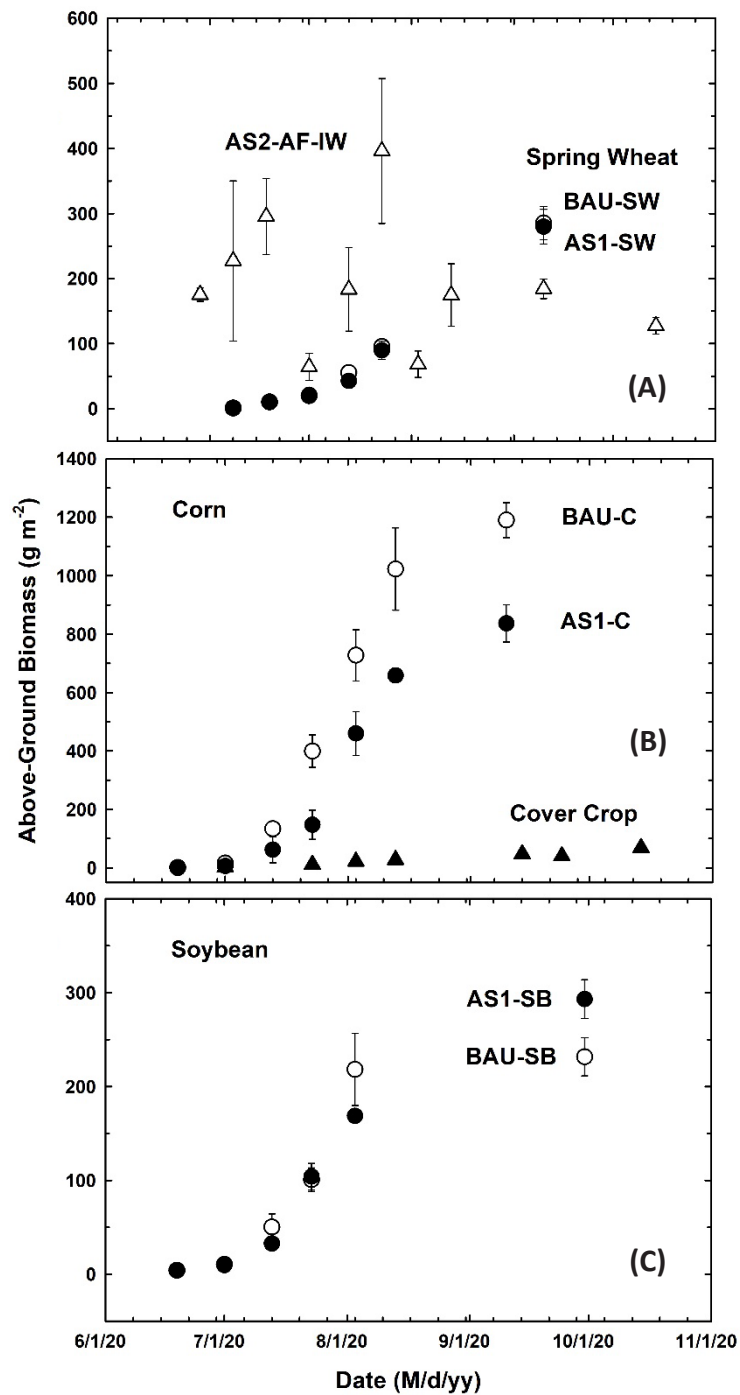 600
500
400
300
200
100
0
AS2-AF-IW
Spring Wheat
BAU-SW
AS1-SW
(A)
1400
1200
1000
800
600
400
200
0
Corn
BAU-C
AS1-C
(B)
Cover Crop
Above-Ground Biomass (g m-2)
400
300
200
100
0
Soybean
AS1-SB
BAU-SB
(C)
6/1/20 7/1/20 8/1/20 9/1/20 10/1/20 11/1/20
Date (M/d/yy)